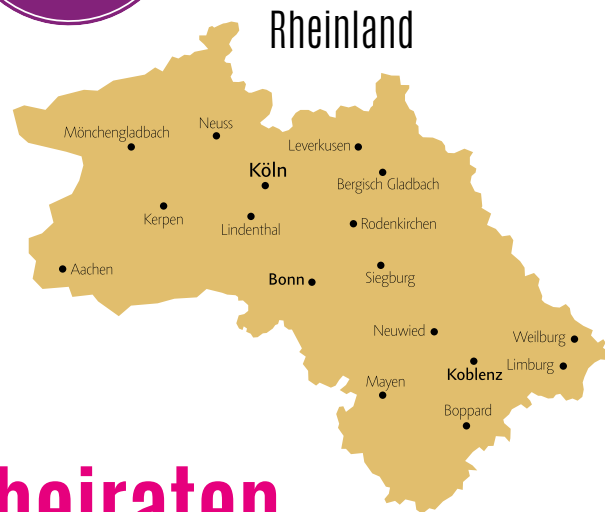 Rheinland
Neuss
Mönchengladbach
Leverkusen
Köln
Bergisch Gladbach
Kerpen
Lindenthal
Rodenkirchen
Aachen
Bonn
Siegburg
Neuwied
Weilburg
Koblenz
Limburg
Mayen
Boppard
heiraten